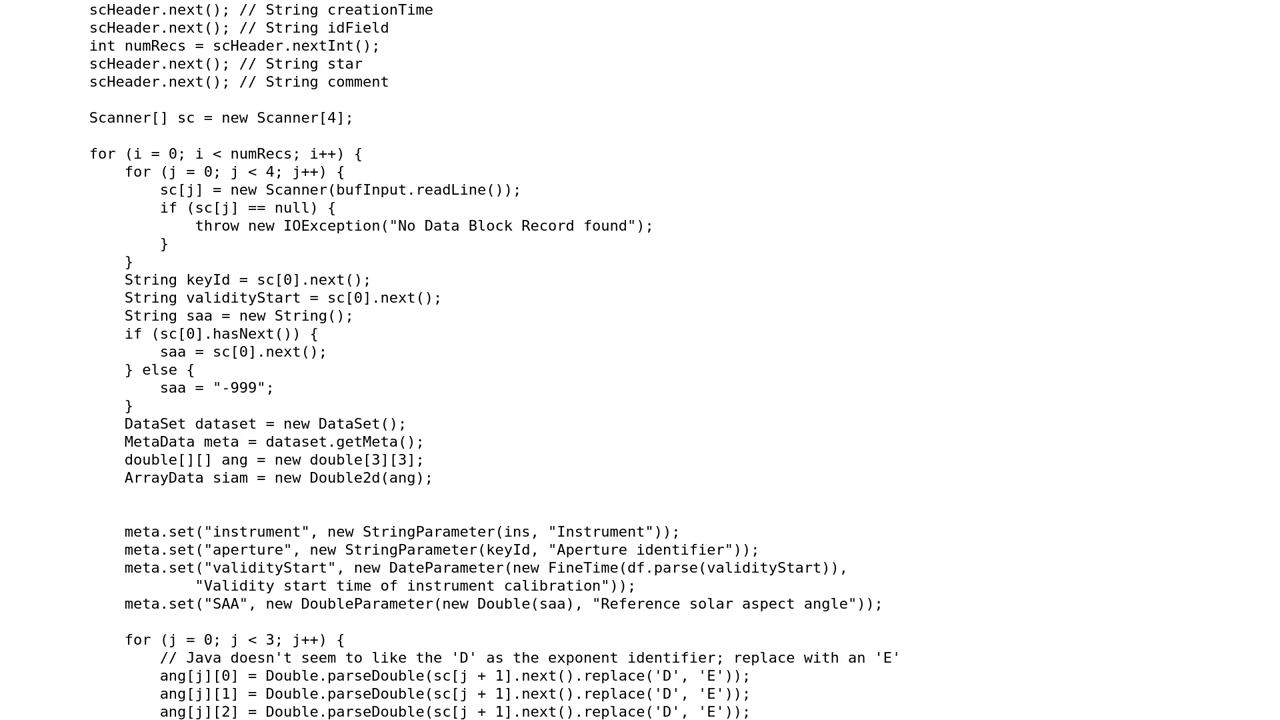 scHeader.next(); // String creationTime
scHeader.next(); // String idField
int numRecs = scHeader.nextInt();
scHeader.next(); // String star
scHeader.next(); // String comment
Scanner[] sc = new Scanner[4];
for (i = 0; i < numRecs; i++) {
for (j = 0; j < 4; j++) {
sc[j] = new Scanner(bufInput.readLine());
if (sc[j] == null) {
throw new IOException("No Data Block Record found");
}
}
String keyId = sc[0].next();
String validityStart = sc[0].next();
String saa = new String();
if (sc[0].hasNext()) {
saa = sc[0].next();
} else {
saa = "-999";
}
DataSet dataset = new DataSet();
MetaData meta = dataset.getMeta();
double[][] ang = new double[3][3];
ArrayData siam = new Double2d(ang);
meta.set("instrument", new StringParameter(ins, "Instrument"));
meta.set("aperture", new StringParameter(keyId, "Aperture identifier"));
meta.set("validityStart", new DateParameter(new FineTime(df.parse(validityStart)),
"Validity start time of instrument calibration"));
meta.set("SAA", new DoubleParameter(new Double(saa), "Reference solar aspect angle"));
for (j = 0; j < 3; j++) {
// Java doesn't seem to like the 'D' as the exponent identifier; replace with an 'E'
ang[j][0] = Double.parseDouble(sc[j + 1].next().replace('D', 'E'));
ang[j][1] = Double.parseDouble(sc[j + 1].next().replace('D', 'E'));
ang[j][2] = Double.parseDouble(sc[j + 1].next().replace('D', 'E'));